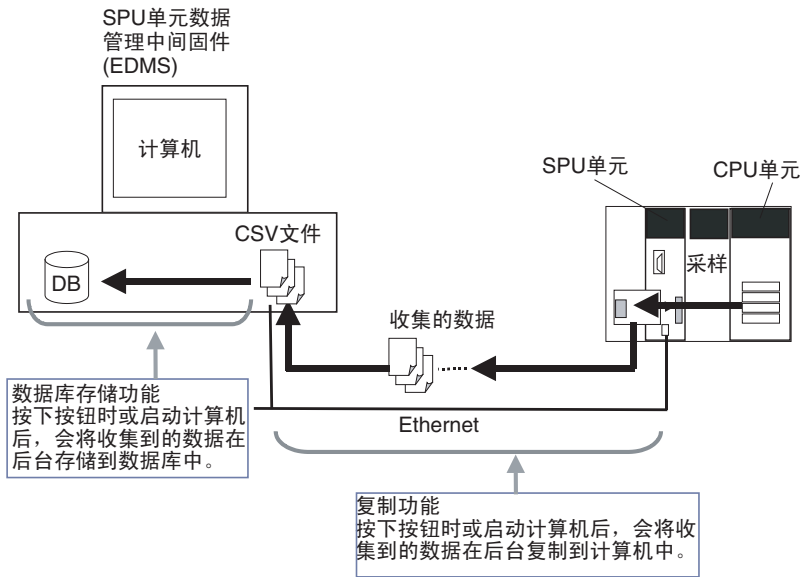 SPU单元数据
管理中间固件
(EDMS)
计算机
SPU单元
CPU单元
CSV文件
DB
采样
收集的数据
数据库存储功能
按下按钮时或启动计算机
后，会将收集到的数据在
后台存储到数据库中。
Ethernet
复制功能
按下按钮时或启动计算机后，会将收
集到的数据在后台复制到计算机中。